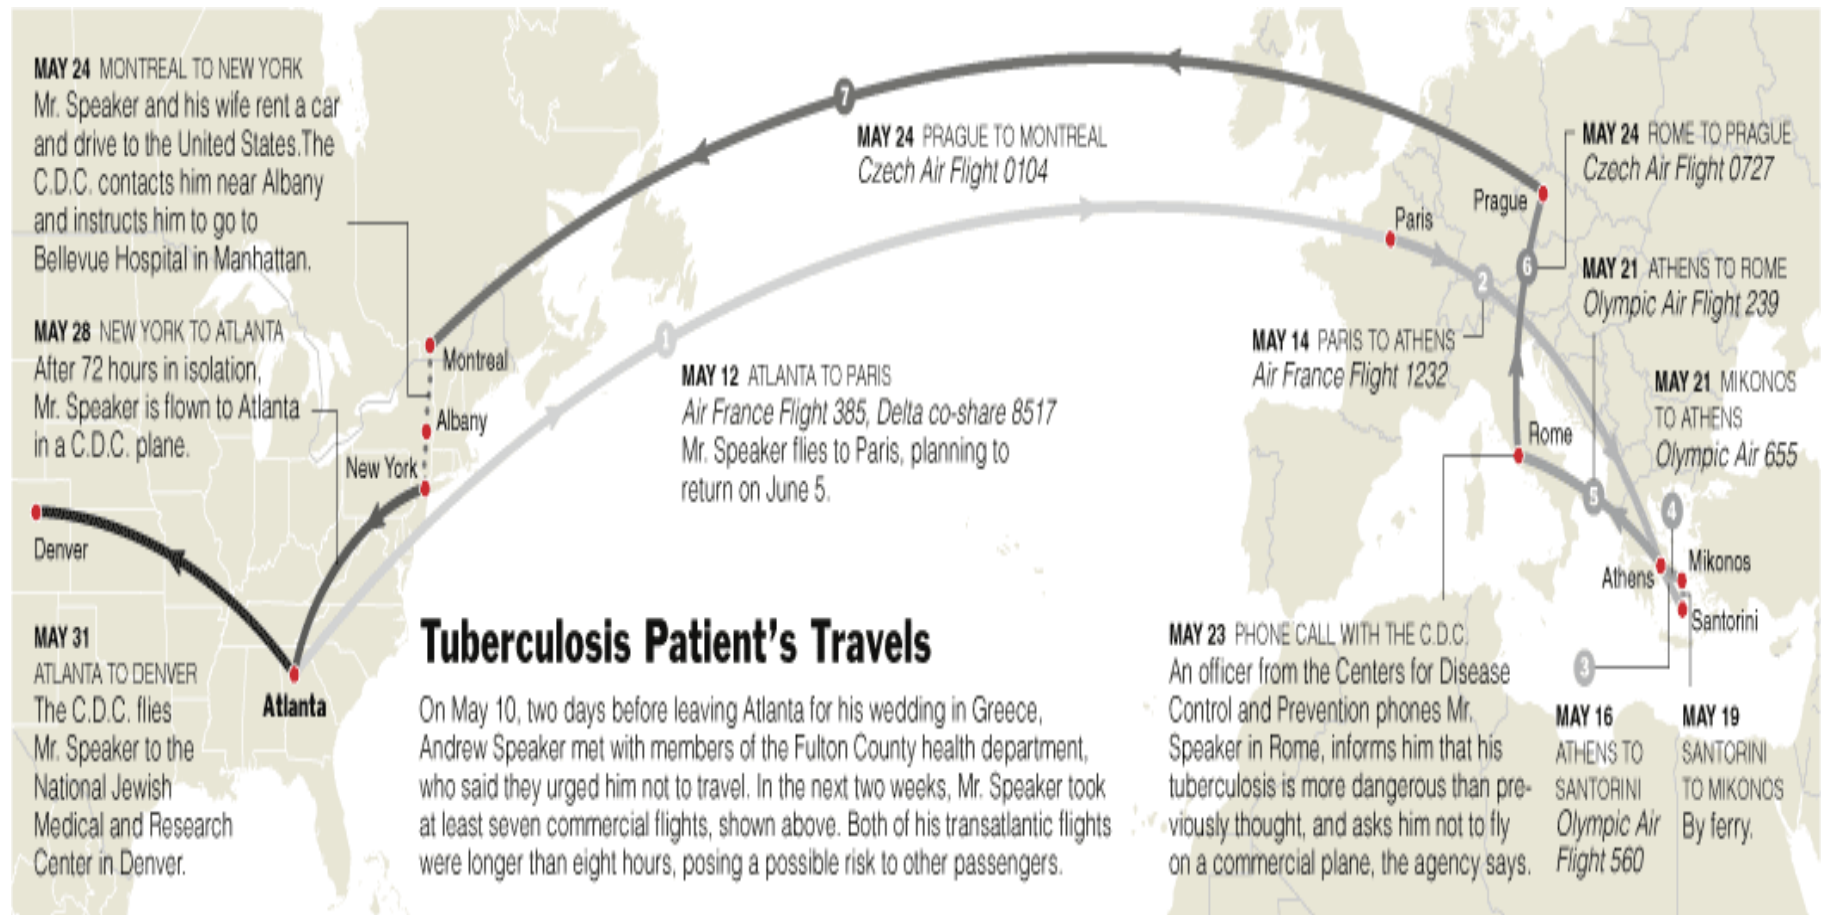 MAY 24 MONTREAL TO NEW YORK
Mr. Speaker and his wife rent a car
and drive to the United States.The
C.D.C. contacts him near Albany
and instructs him to go to
Bellevue Hospital in Manhattan.
MAY 28 NEW YORK TO ATLANTA
After 72 hours in isolation,
Mr. Speaker is flown to Atlanta
in a C.D.C. plane.
Denver
MAY 31
ATLANTA TO DENVER
The C.D.C. flies
Mr. Speaker to the
National Jewish
Medical and Research
Center in Denver.
Montreal
Albany
New York
Atlanta
7
MAY 24 PRAGUE TO MONTREAL
Czech Air Flight 0104
1
MAY 12 ATLANTA TO PARIS
Air France Flight 385, Delta co-share 8517
Mr. Speaker flies to Paris, planning to
return on June 5.
Tuberculosis Patient's Travels
On May 10, two days before leaving Atlanta for his wedding in Greece,
Andrew Speaker met with members of the Fulton County health department,
who said they urged him not to travel. In the next two weeks, Mr. Speaker took
at least seven commercial flights, shown above. Both of his transatlantic flights
were longer than eight hours, posing a possible risk to other passengers.
Paris
Prague
6
MAY 24 ROME TO PRAGUE
Czech Air Flight 0727
2
MAY 14 PARIS TO ATHENS
Air France Flight 1232
MAY 21 ATHENS TO ROME
Olympic Air Flight 239
MAY 21 MIKONOS
TO ATHENS
Olympic Air 655
Rome
5
4
Athens
Mikonos
Santorini
3
MAY 23 PHONE CALL WITH THE C.D.C.
An officer from the Centers for Disease
Control and Prevention phones Mr.
Speaker in Rome, informs him that his
tuberculosis is more dangerous than pre-
viously thought, and asks him not to fly
on a commercial plane, the agency says.
MAY 16
ATHENS TO
SANTORINI
Olympic Air
Flight 560
MAY 19
SANTORINI
TO MIKONOS
By ferry.